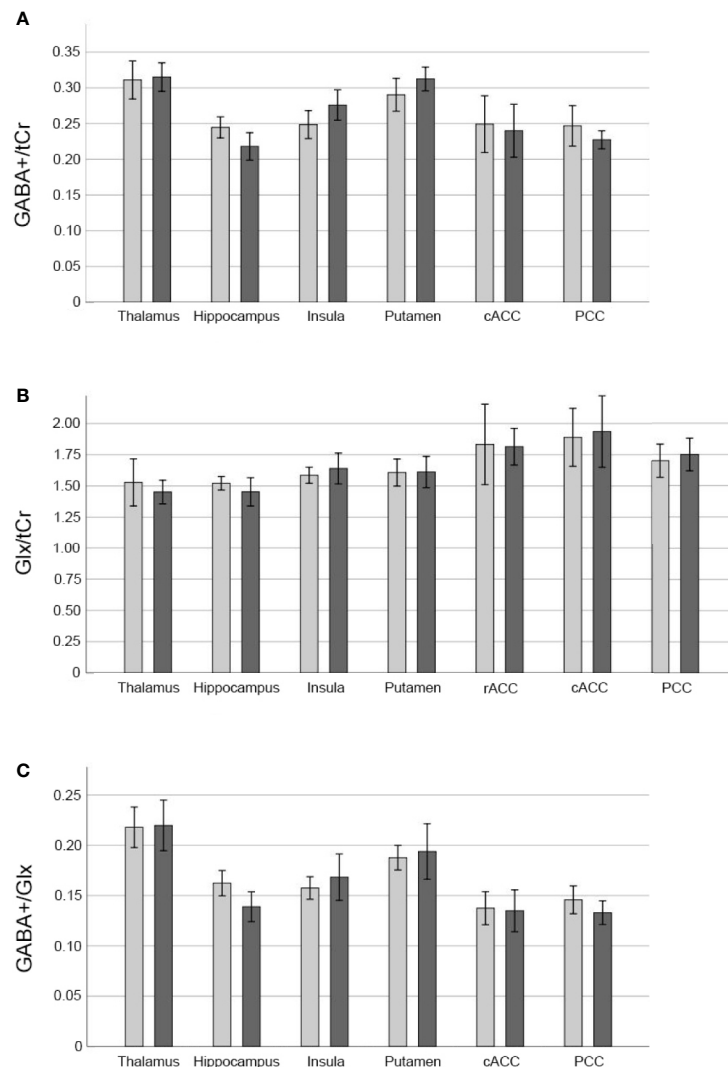 A
GABA+/tCr
0.35
0.30
0.25
0.20
0.15
0.10
0.05
0
Thalamus Hippocampus Insula Putamen cACC PCC
B
Glx/tCr
2.00
1.75
1.50
1.25
1.00
0.75
0.50
0.25
0
Thalamus Hippocampus Insula Putamen rACC cACC PCC
C
GABA+/Glx
0.25
0.20
0.15
0.10
0.05
0
Thalamus Hippocampus Insula Putamen cACC PCC